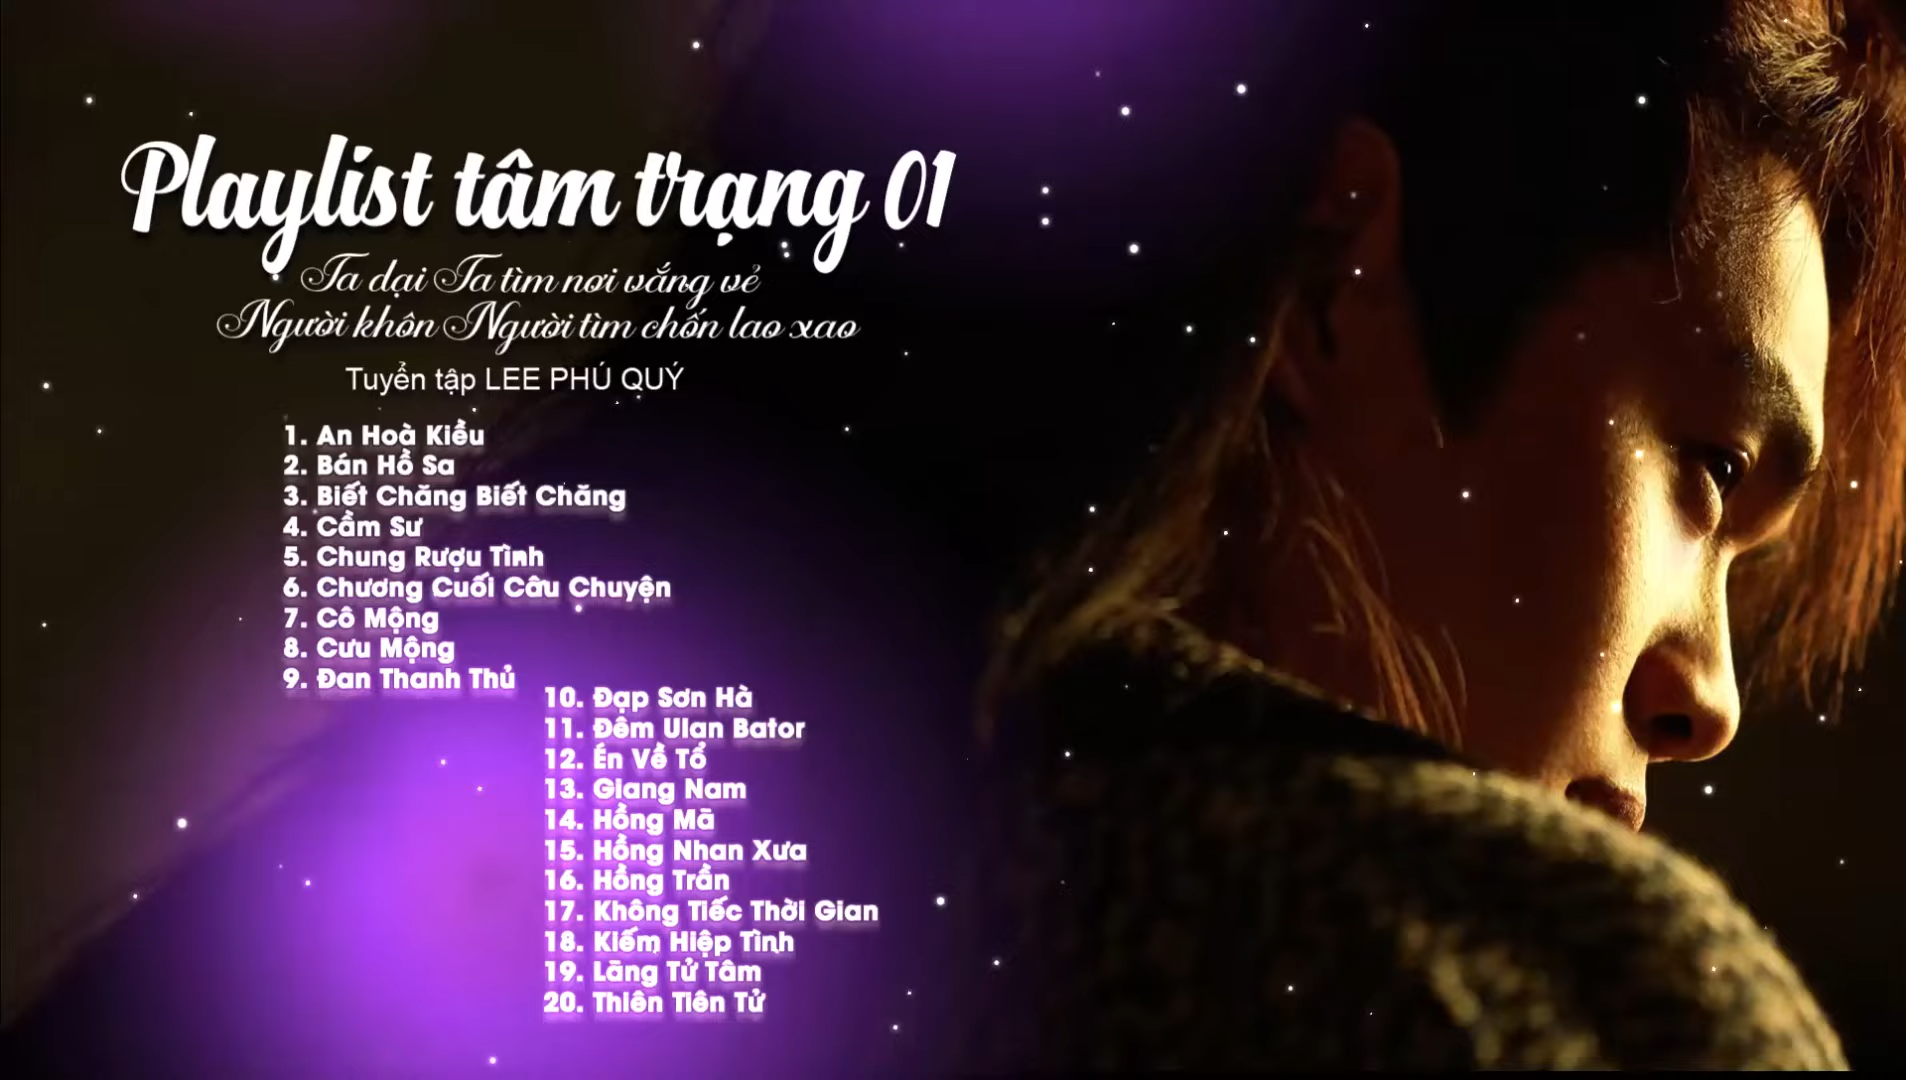 Playlist tâm trạng 01
Ta dại Ta tìm nơi vắng vẻ
Người khôn Người tìm chốn lao xao
Tuyển tập LEE PHÚ QUÝ
1. An Hoà Kiều
2. Bán Hồ Sa
3. Biết Chăng Biết Chăng
4. Cầm Sư
5. Chung Rượu Tình
6. Chương Cuối Câu Chuyện
7. Cô Mộng
8. Cưu Mộng
9. Đan Thanh Thủ
10. Đạp Sơn Hà
11. Đêm Ulan Bator
12. Én Về Tổ
13. Giang Nam
14. Hồng Mã
15. Hồng Nhan Xưa
16. Hồng Trần
17. Không Tiếc Thời Gian
18. Kiếm Hiệp Tình
19. Lãng Tử Tâm
20. Thiên Tiên Tử